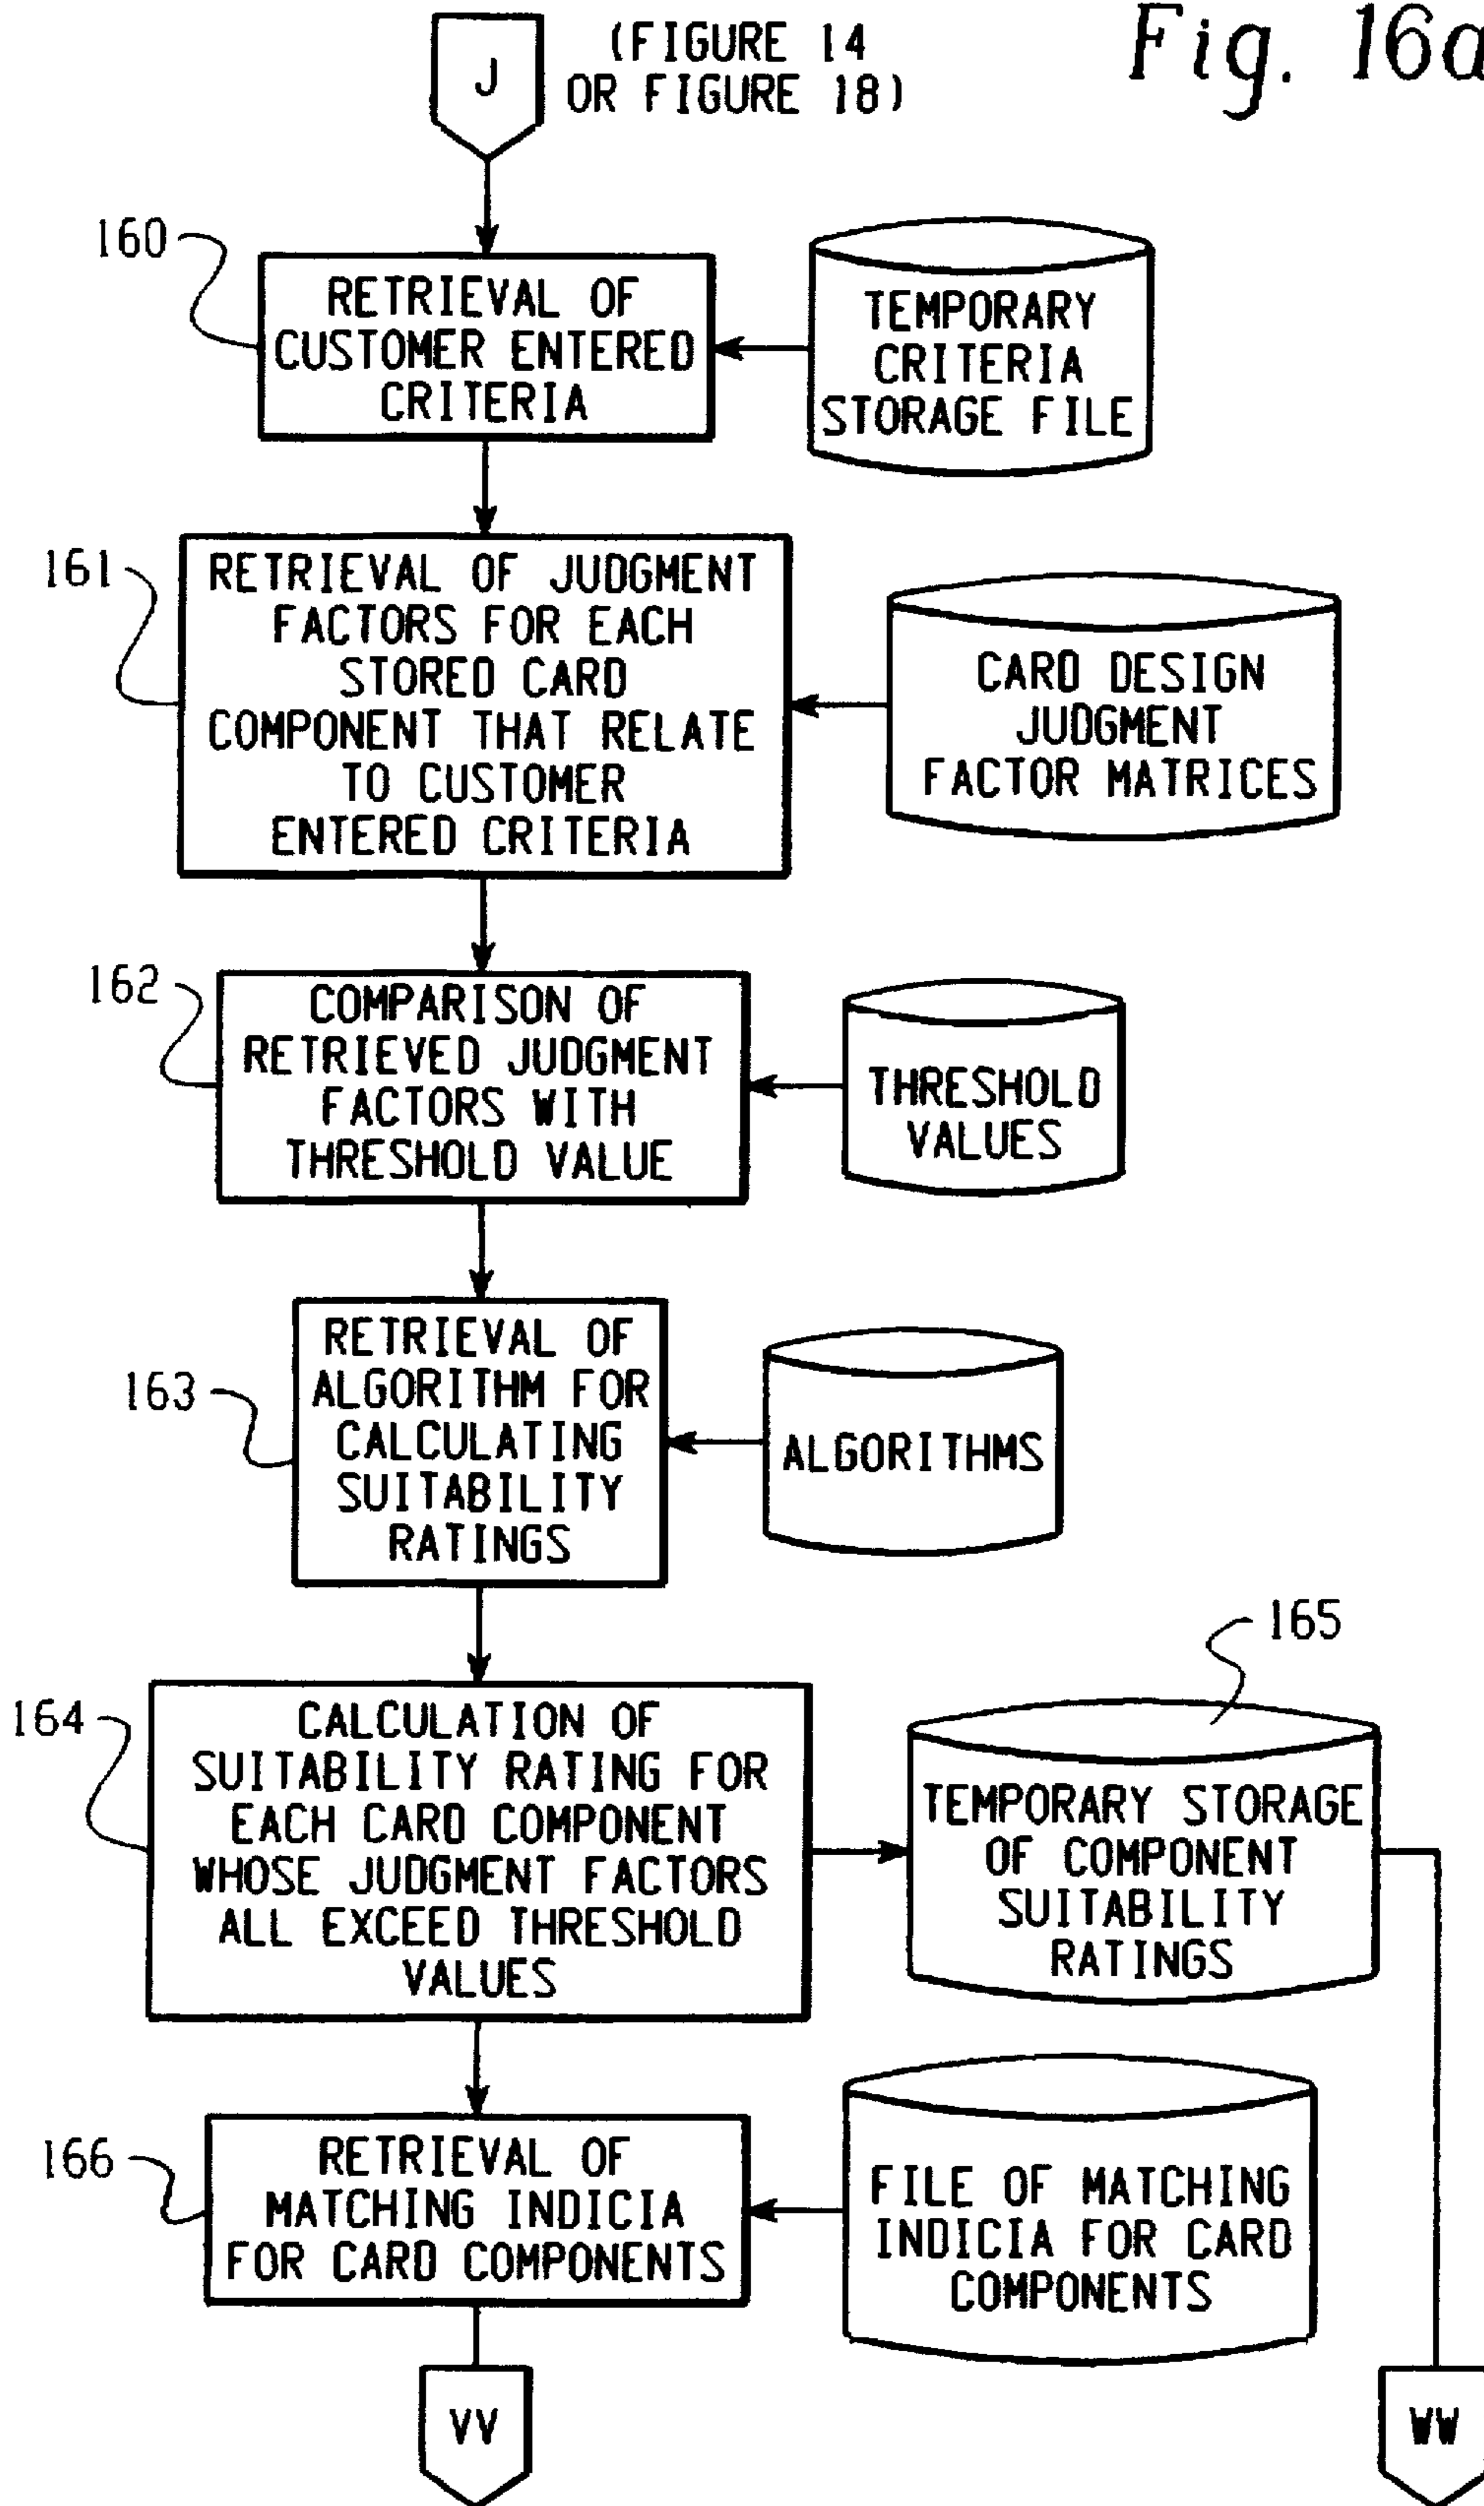 Fig. 16a
J
(FIGURE 14
OR FIGURE 18)
160
RETRIEVAL OF
CUSTOMER ENTERED
CRITERIA
TEMPORARY
CRITERIA
STORAGE FILE
161
RETRIEVAL OF JUDGMENT
FACTORS FOR EACH
STORED CARD
COMPONENT THAT RELATE
TO CUSTOMER
ENTERED CRITERIA
CARD DESIGN
JUDGMENT
FACTOR MATRICES
162
COMPARISON OF
RETRIEVED JUDGMENT
FACTORS WITH
THRESHOLD VALUE
THRESHOLD
VALUES
163
RETRIEVAL OF
ALGORITHM FOR
CALCULATING
SUITABILITY
RATINGS
ALGORITHMS
164
CALCULATION OF
SUITABILITY RATING FOR
EACH CARD COMPONENT
WHOSE JUDGMENT FACTORS
ALL EXCEED THRESHOLD
VALUES
165
TEMPORARY STORAGE
OF COMPONENT
SUITABILITY
RATINGS
166
RETRIEVAL OF
MATCHING INDICIA
FOR CARD COMPONENTS
FILE OF MATCHING
INDICIA FOR CARD
COMPONENTS
VV
WW